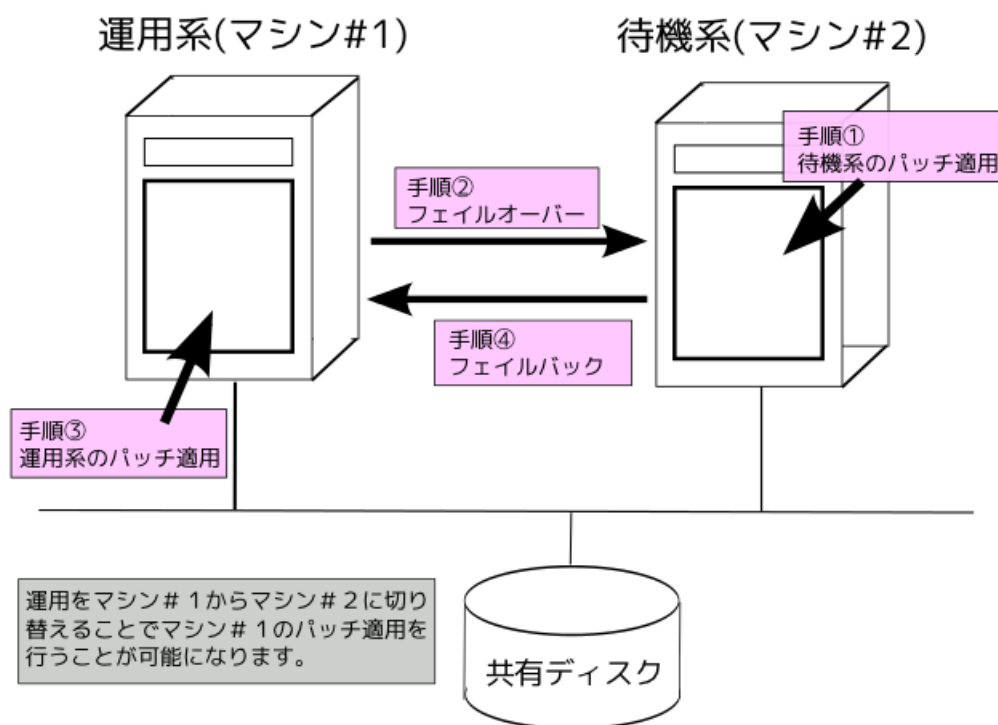 運用系(マシン#1)
待機系(マシン#2)
手順①
待機系のパッチ適用
手順②
フェイルオーバー
手順④
フェイルバック
手順③
運用系のパッチ適用
運用をマシン＃１からマシン＃２に切り
替えることでマシン＃１のパッチ適用を
行うことが可能になります。
共有ディスク